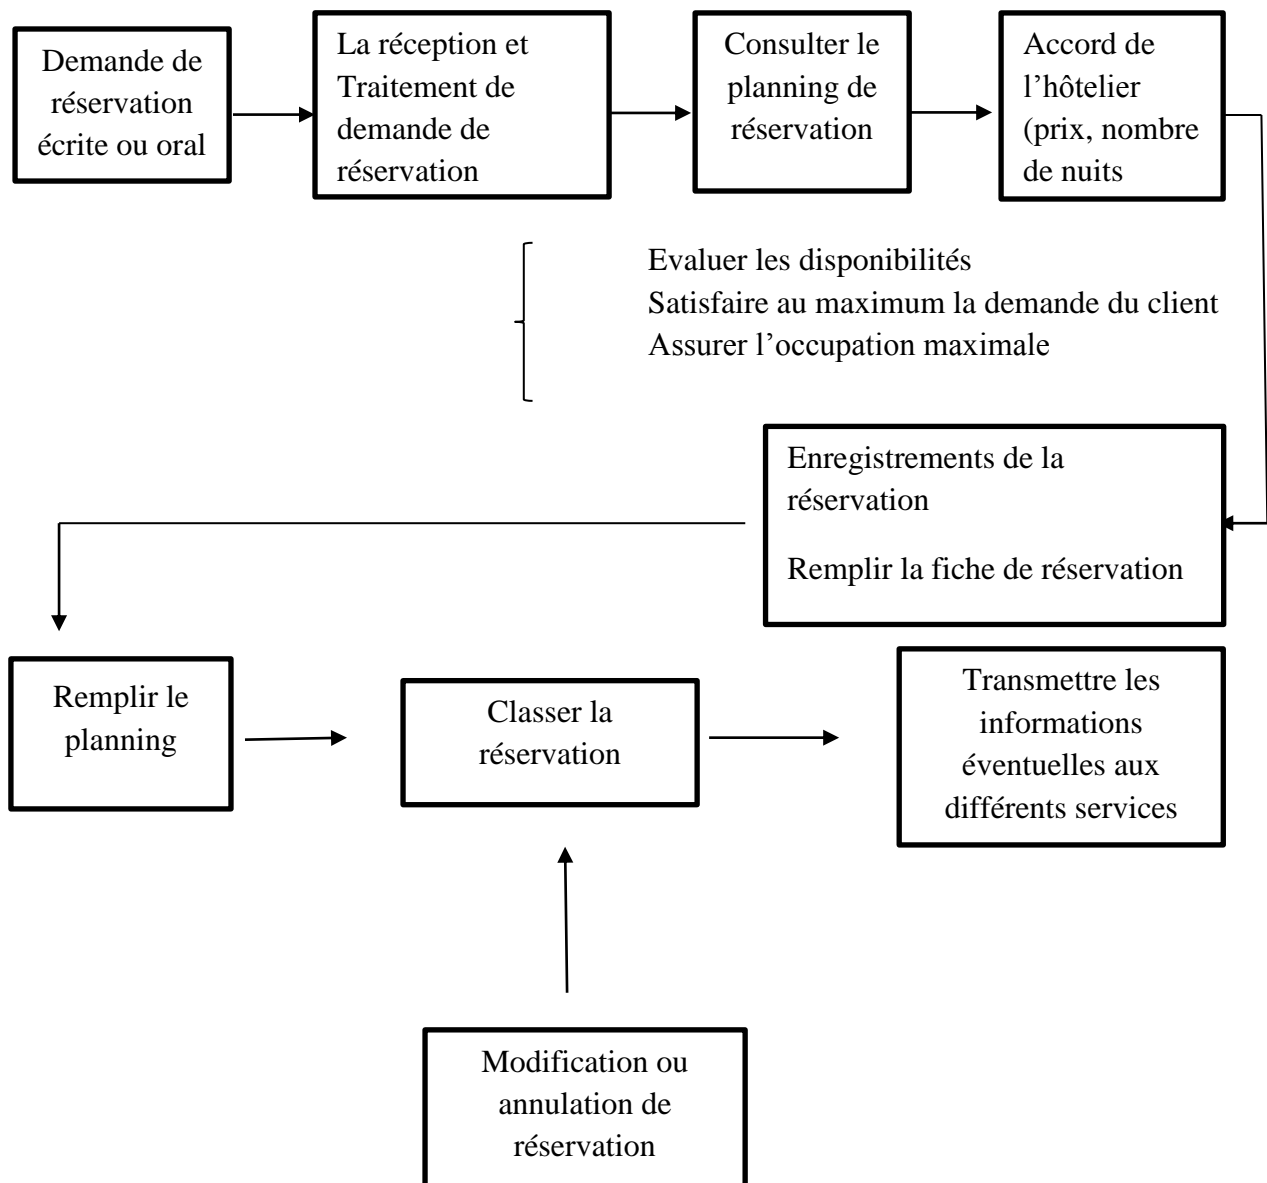 Demande de
réservation
écrite ou oral
La réception et
Traitement de
demande de
réservation
Consulter le
planning de
réservation
Accord de
l’hôtelier
(prix, nombre
de nuits
Evaluer les disponibilités
Satisfaire au maximum la demande du client
Assurer l’occupation maximale
Enregistrements de la
réservation
Remplir la fiche de réservation
Remplir le
planning
Classer la
réservation
Transmettre les
informations
éventuelles aux
différents services
Modification ou
annulation de
réservation